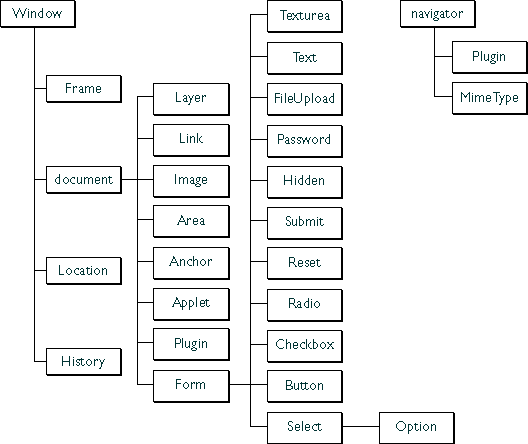 Window
Frame
document
Location
History
Layer
Link
Image
Area
Anchor
Applet
Plugin
Form
Texturea
Text
FileUpload
Password
Hidden
Submit
Reset
Radio
Checkbox
Button
Select
Option
navigator
Plugin
MimeType